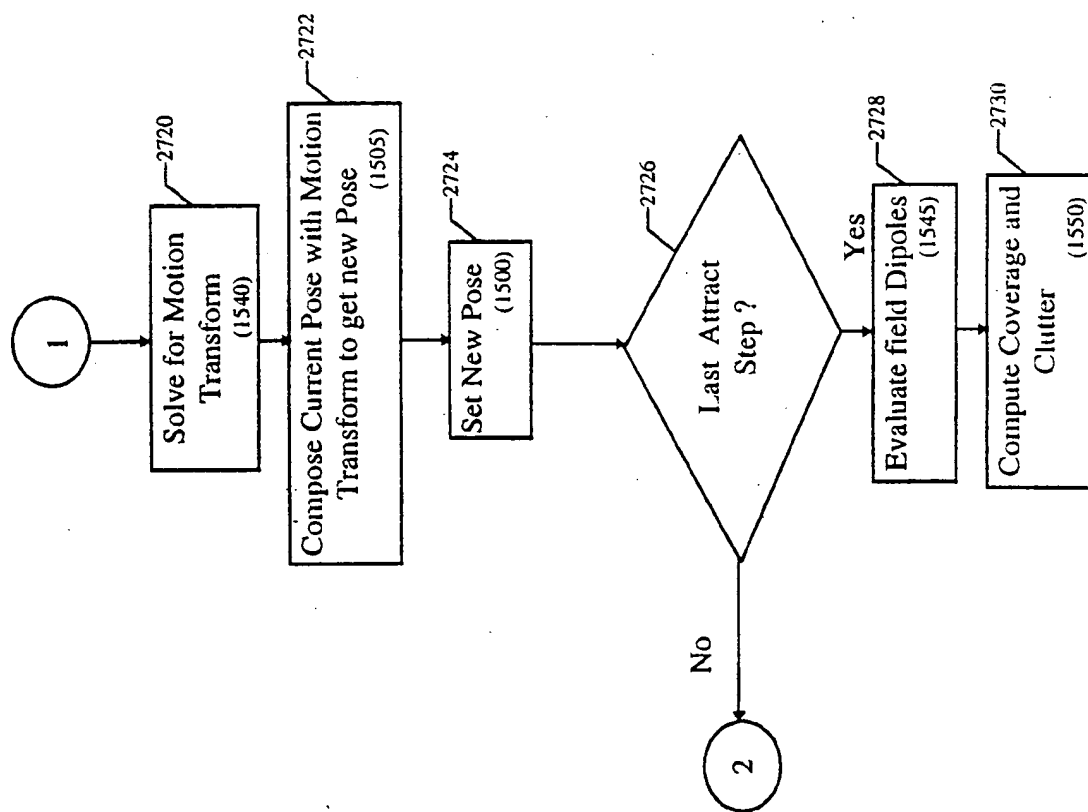 1
2720
Solve for Motion
Transform
(1540)
2722
Compose Current Pose with Motion
Transform to get new Pose
(1505)
2724
Set New Pose
(1500)
2726
Last Attract
Step ?
No
2
Yes
2728
Evaluate field Dipoles
(1545)
2730
Compute Coverage and
Clutter
(1550)